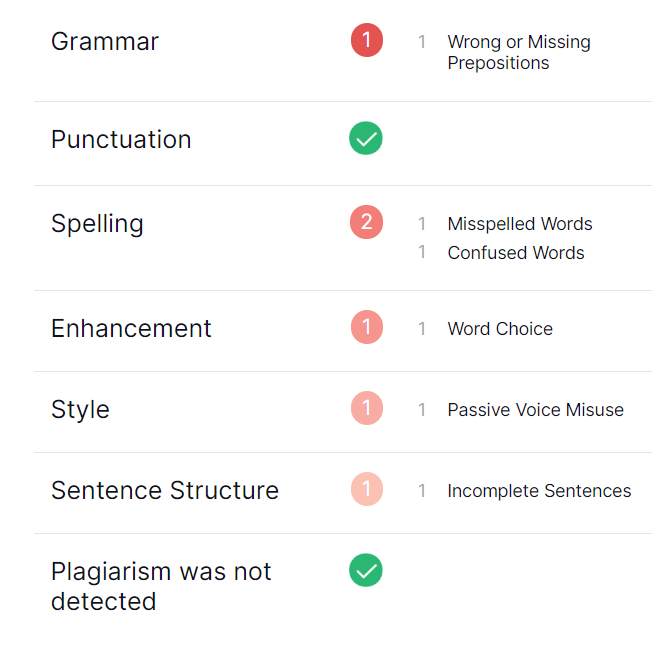 Grammar 1 1 Wrong or Missing
Prepositions
Punctuation
Spelling 2 1 Misspelled Words
1 Confused Words
Enhancement 1 1 Word Choice
Style 1 1 Passive Voice Misuse
Sentence Structure 1 1 Incomplete Sentences
Plagiarism was not
detected